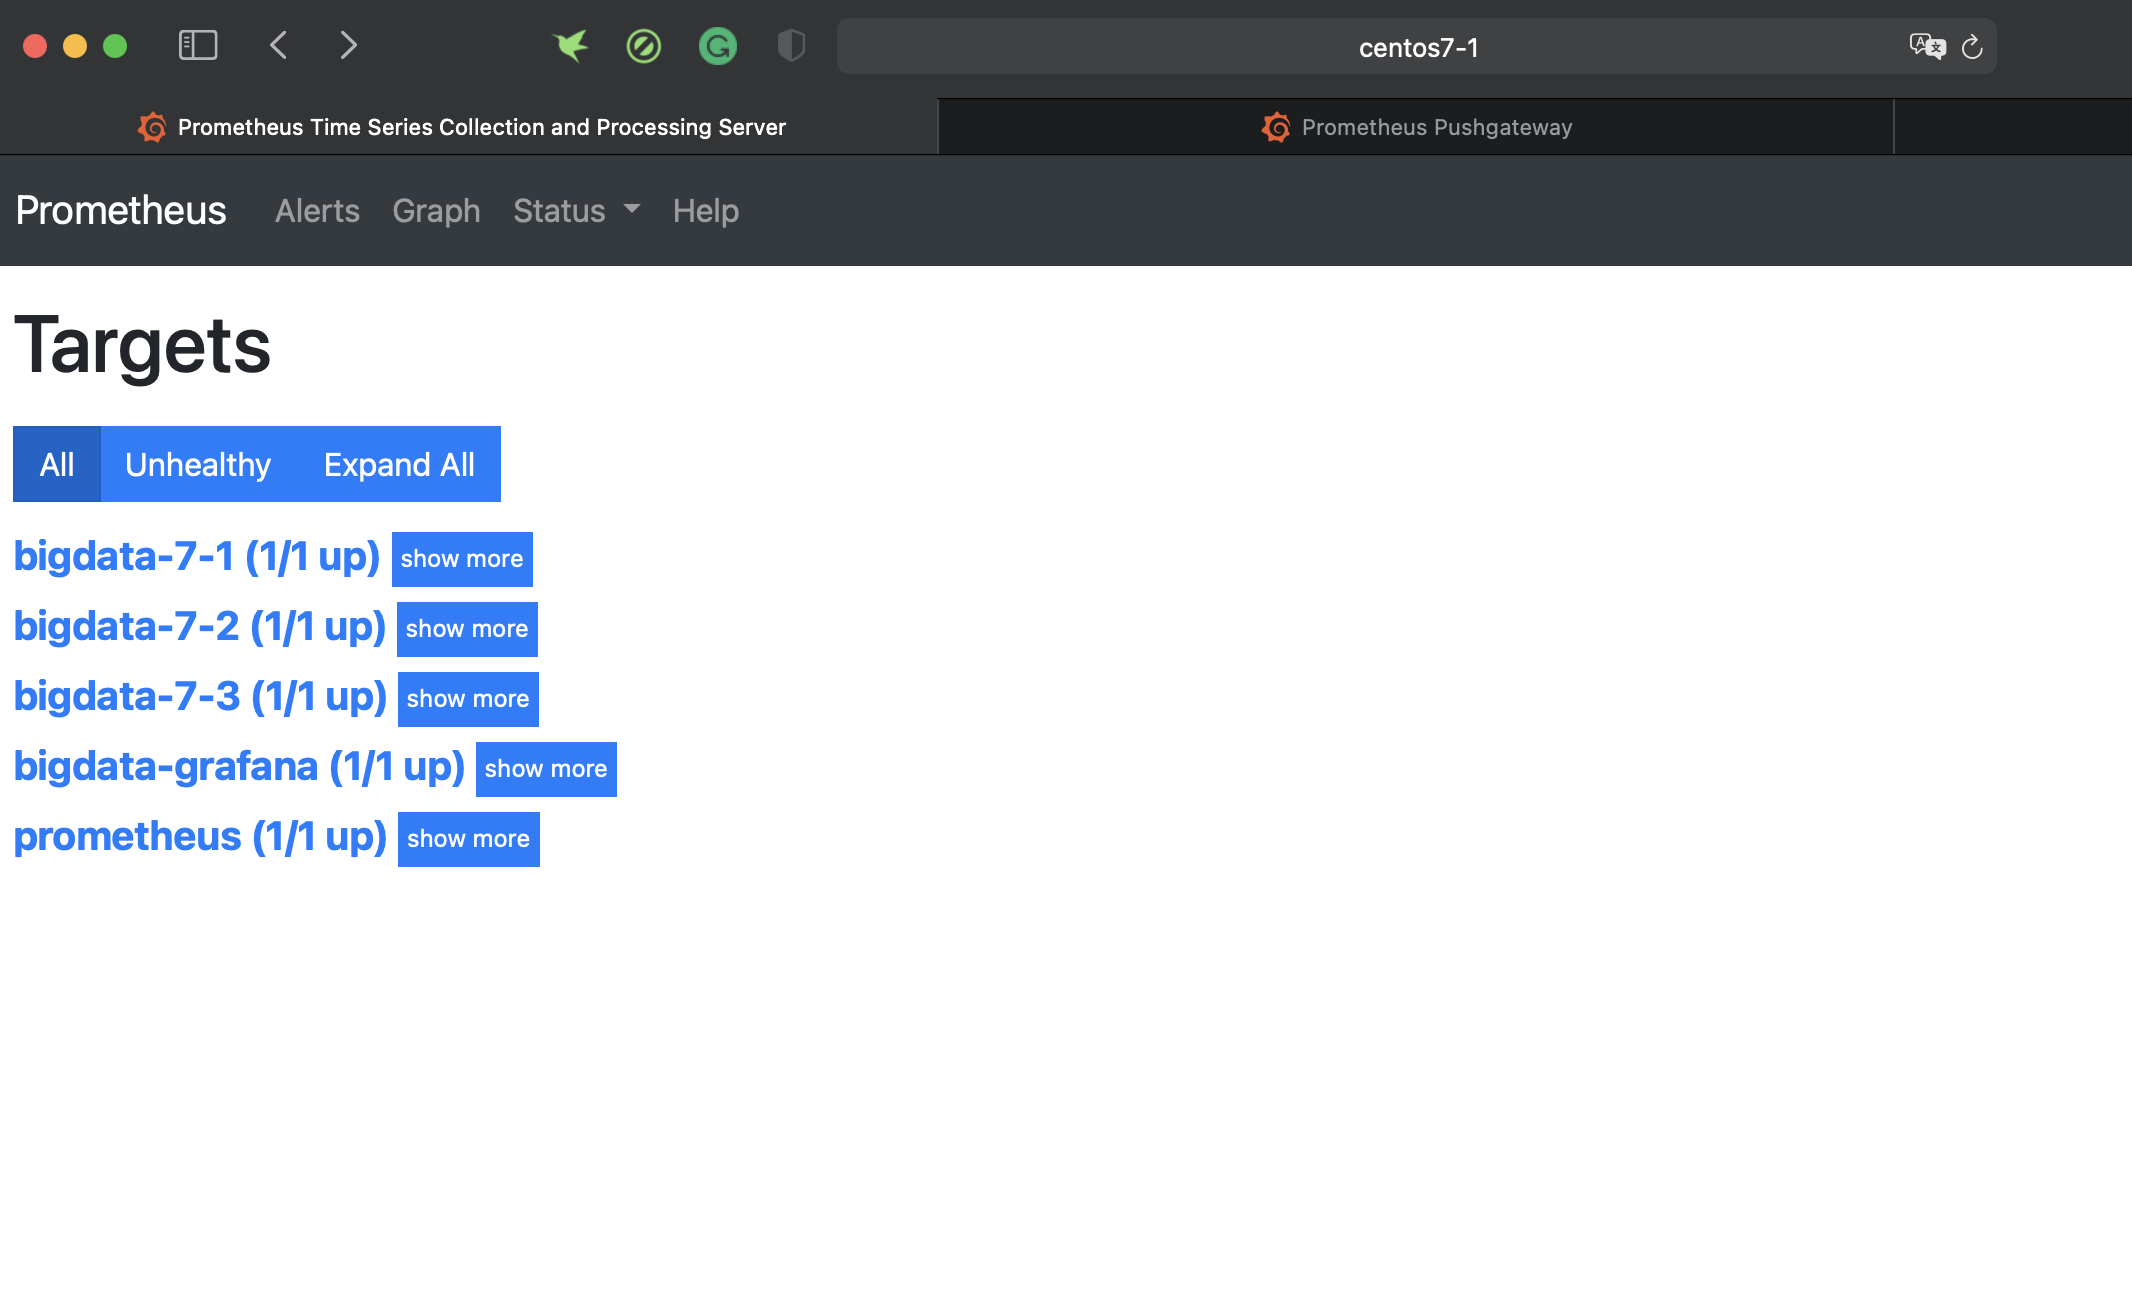 centos7-1
Prometheus Time Series Collection and Processing Server
Prometheus Pushgateway
Prometheus Alerts Graph Status Help
Targets
All Unhealthy Expand All
bigdata-7-1 (1/1 up) show more
bigdata-7-2 (1/1 up) show more
bigdata-7-3 (1/1 up) show more
bigdata-grafana (1/1 up) show more
prometheus (1/1 up) show more